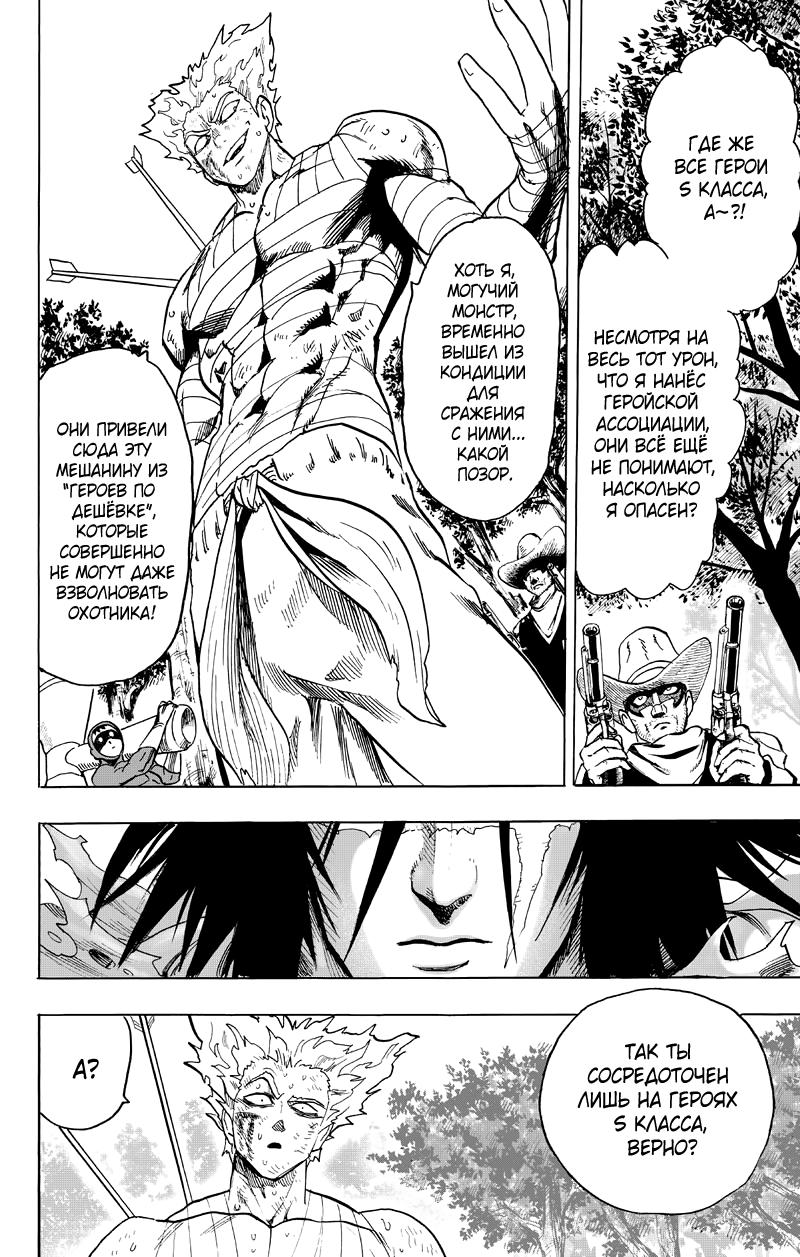 ГДЕ ЖЕ
ВСЕ ГЕРОИ
S КЛАССА,
А~?!
НЕСМОТРЯ НА
ВЕСЬ ТОТ УРОН,
ЧТО Я НАНЁС
ГЕРОЙСКОЙ
АССОЦИАЦИИ,
ОНИ ВСЁ ЕЩЁ
НЕ ПОНИМАЮТ,
НАСКОЛЬКО
Я ОПАСЕН?
ХОТЬ Я,
МОГУЧИЙ
МОНСТР,
ВРЕМЕННО
ВЫШЕЛ ИЗ
КОНДИЦИИ
ДЛЯ
СРАЖЕНИЯ
С НИМИ...
КАКОЙ
ПОЗОР.
ОНИ ПРИВЕЛИ
СЮДА ЭТУ
МЕШАНИНУ ИЗ
"ГЕРОЕВ ПО
ДЕШЁВКЕ",
КОТОРЫЕ
СОВЕРШЕННО
НЕ МОГУТ ДАЖЕ
ВЗВОЛНОВАТЬ
ОХОТНИКА!
ТАК ТЫ
СОСРЕДОТОЧЕН
ЛИШЬ НА ГЕРОЯХ
S КЛАССА,
ВЕРНО?
А?